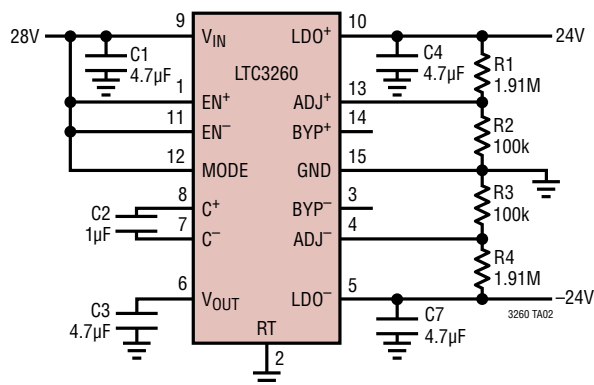 28V
9
V_IN
C1
4.7µF
LTC3260
LDO⁺
10
24V
C4
4.7µF
R1
1.91M
1
EN⁺
ADJ⁺
13
11
EN⁻
BYP⁺
14
R2
100k
12
MODE
GND
15
8
C⁺
C2
1µF
7
C⁻
BYP⁻
3
R3
100k
ADJ⁻
4
R4
1.91M
6
V_OUT
C3
4.7µF
LDO⁻
5
–24V
3260 TA02
C7
4.7µF
RT
2